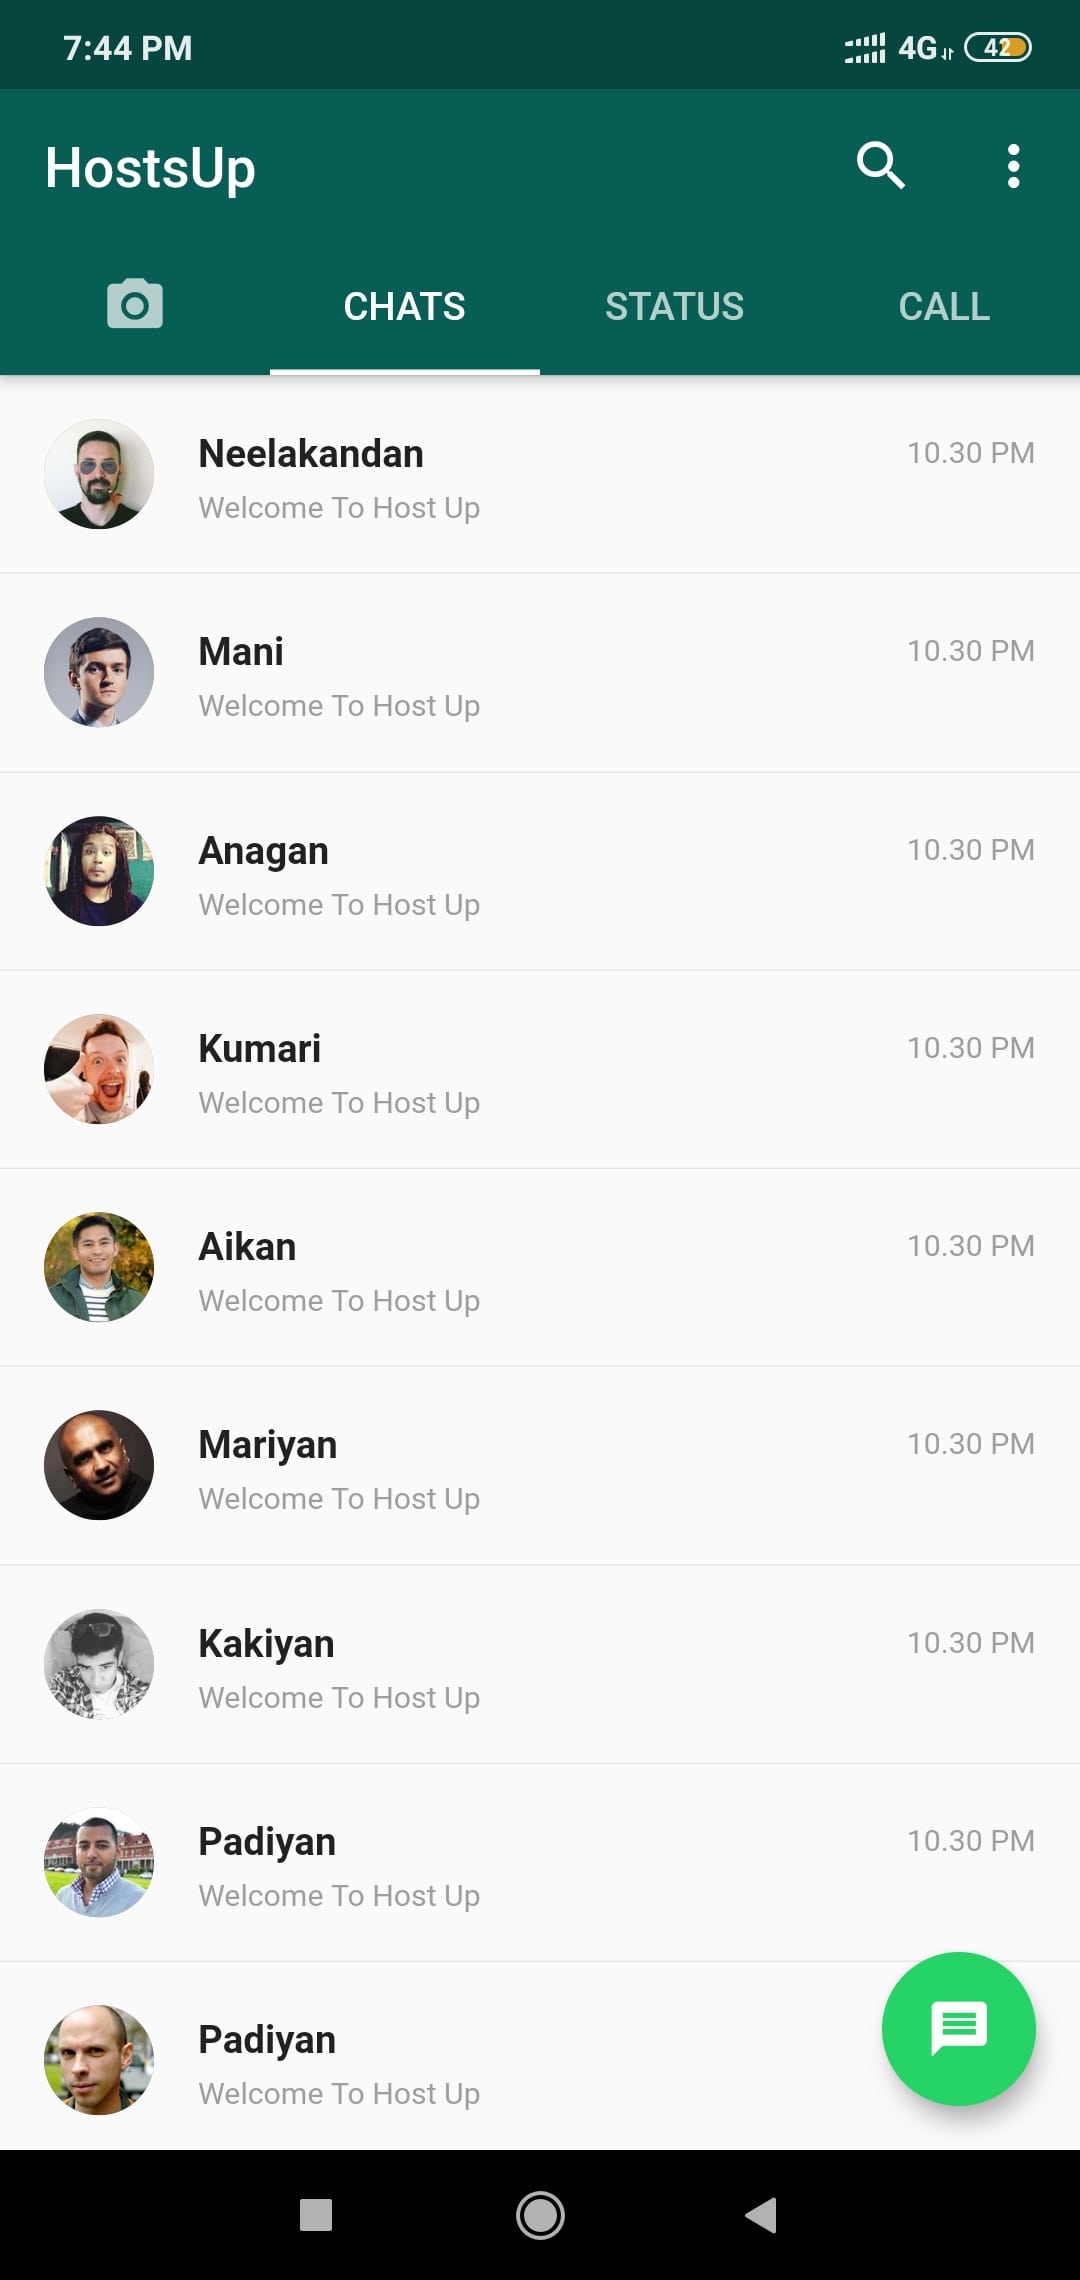 7:44 PM 4G 42
HostsUp
CHATS STATUS CALL
Neelakandan 10.30 PM
Welcome To Host Up
Mani 10.30 PM
Welcome To Host Up
Anagan 10.30 PM
Welcome To Host Up
Kumari 10.30 PM
Welcome To Host Up
Aikan 10.30 PM
Welcome To Host Up
Mariyan 10.30 PM
Welcome To Host Up
Kakiyan 10.30 PM
Welcome To Host Up
Padiyan 10.30 PM
Welcome To Host Up
Padiyan
Welcome To Host Up